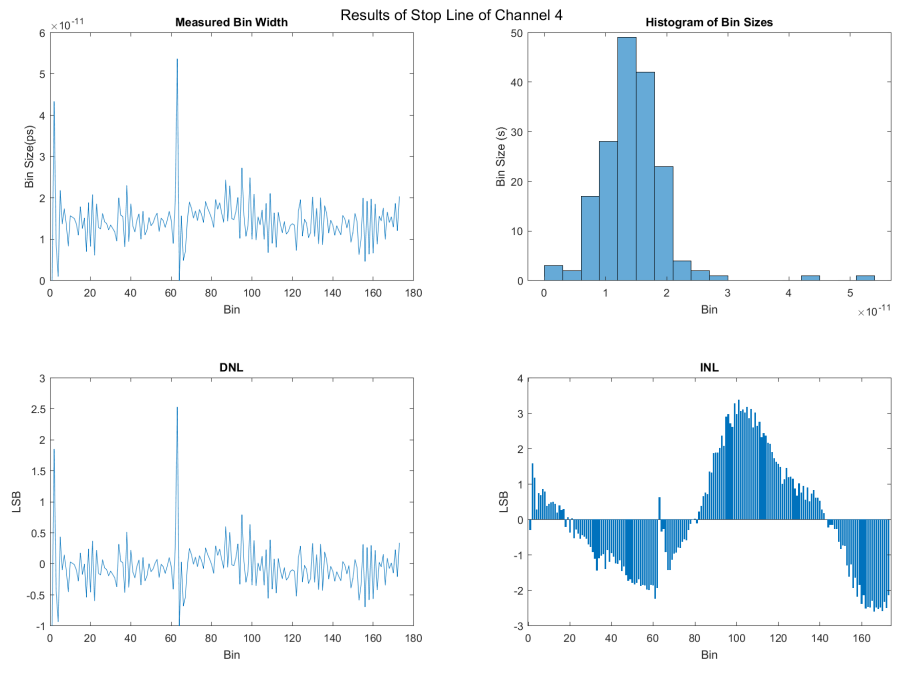 Results of Stop Line of Channel 4
Measured Bin Width
×10⁻¹¹
6
5
4
3
2
1
0
Bin Size(ps)
0 20 40 60 80 100 120 140 160 180
Bin
Histogram of Bin Sizes
50
40
30
20
10
0
Bin Size (s)
0 1 2 3 4 5
Bin
×10⁻¹¹
DNL
3
2.5
2
1.5
1
0.5
0
-0.5
-1
LSB
0 20 40 60 80 100 120 140 160 180
Bin
INL
4
3
2
1
0
-1
-2
-3
LSB
0 20 40 60 80 100 120 140 160
Bin